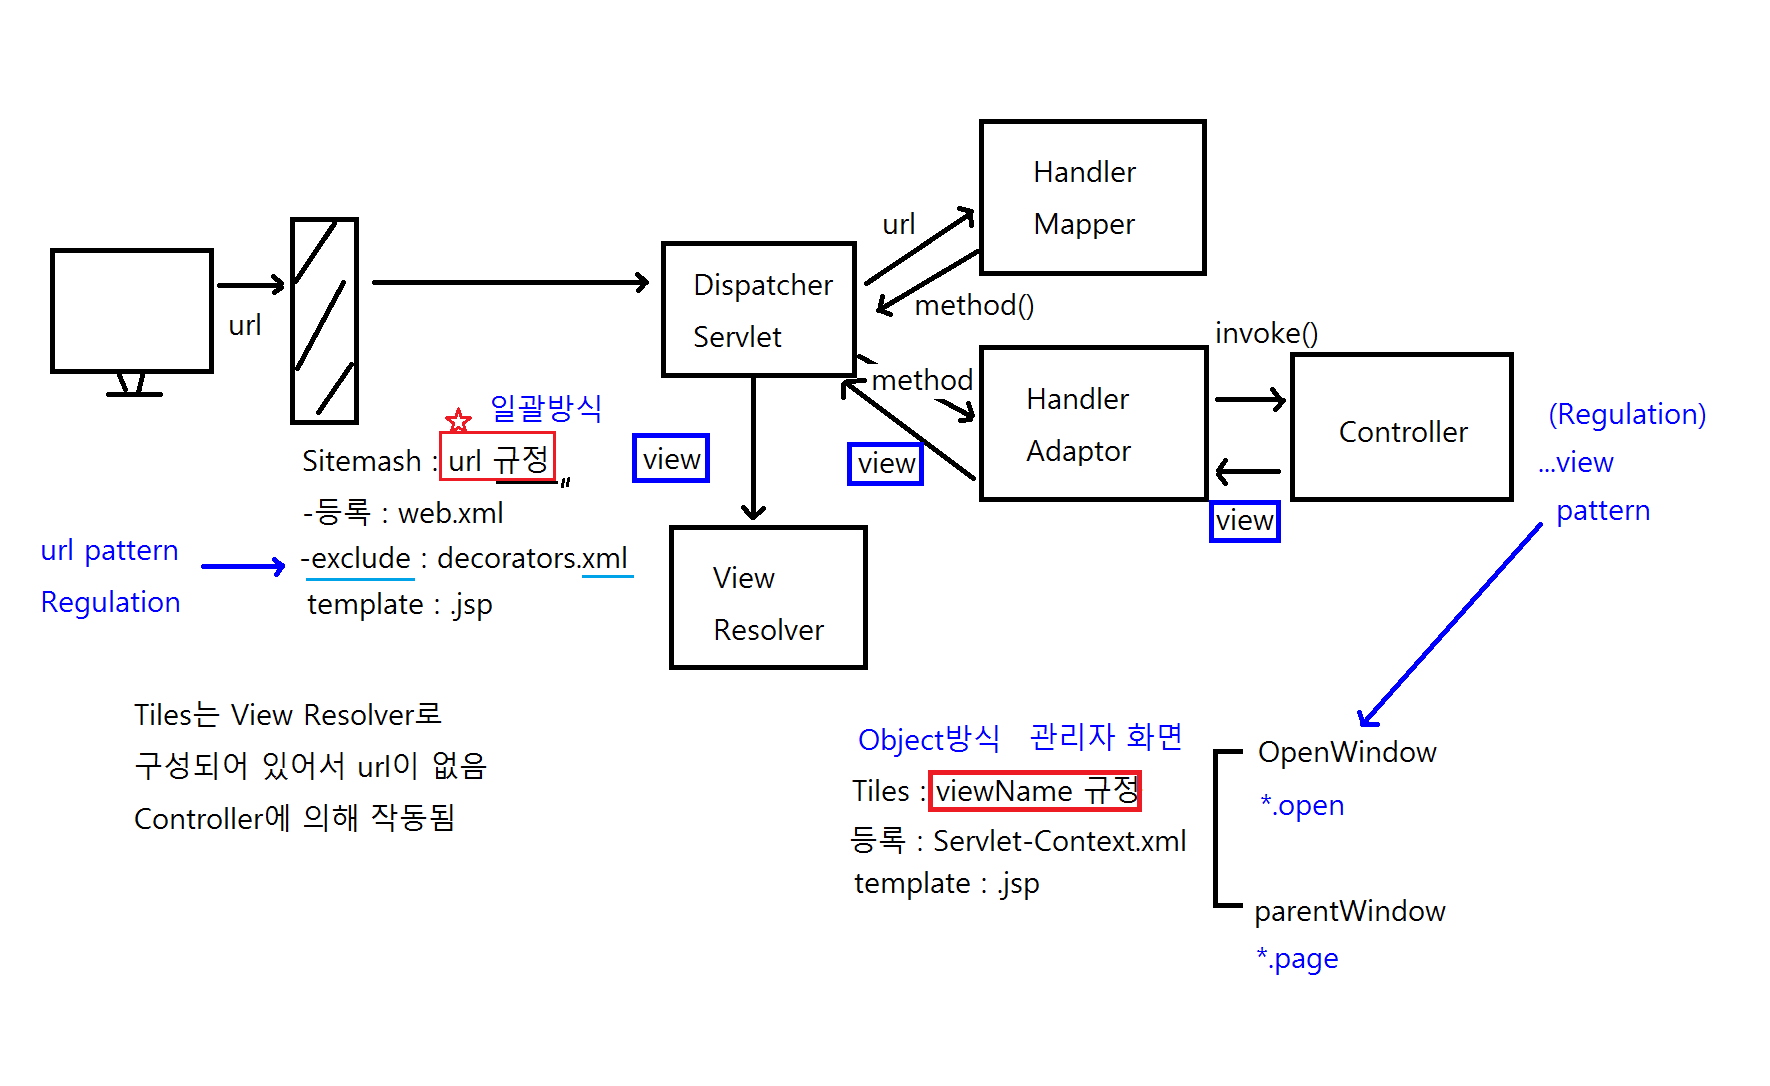 url
Dispatcher
Servlet
url
method()
Handler
Mapper
method
Handler
Adaptor
invoke()
Controller
view
view
view
View
Resolver
일괄방식
Sitemash : url 규정
"
-등록 : web.xml
-exclude : decorators.xml
template : .jsp
url pattern
Regulation
(Regulation)
...view
pattern
Tiles는 View Resolver로
구성되어 있어서 url이 없음
Controller에 의해 작동됨
Object방식 관리자 화면
Tiles : viewName 규정
등록 : Servlet-Context.xml
template : .jsp
OpenWindow
*.open
parentWindow
*.page